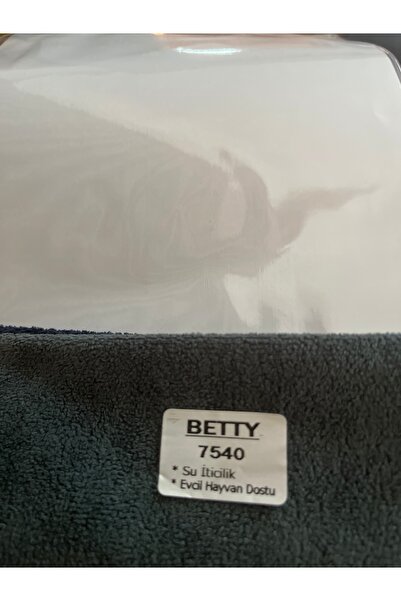 BETTY
7540
* Su İticilik
* Evcil Hayvan Dostu